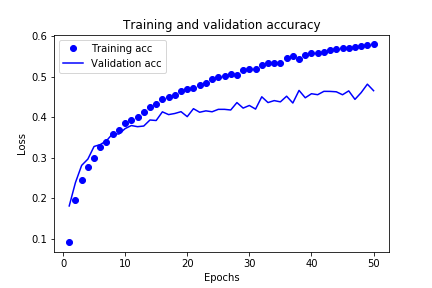 Training and validation accuracy
Training acc
Validation acc
0.6
0.5
0.4
0.3
0.2
0.1
Loss
0
10
20
30
40
50
Epochs